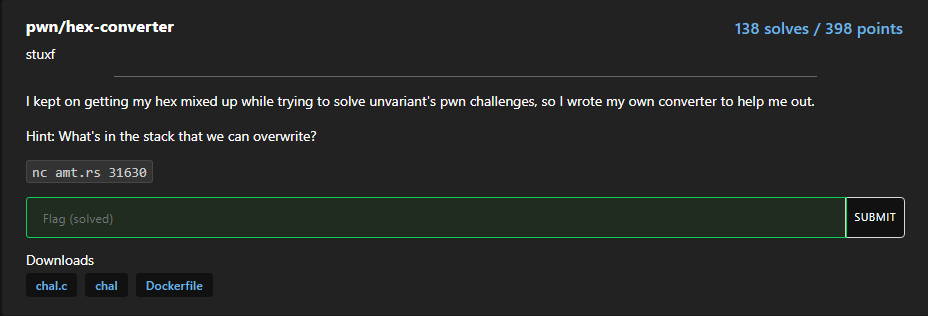 pwn/hex-converter
138 solves / 398 points
stuxf
I kept on getting my hex mixed up while trying to solve unvariant's pwn challenges, so I wrote my own converter to help me out.
Hint: What's in the stack that we can overwrite?
nc amt.rs 31630
Flag (solved)
SUBMIT
Downloads
chal.c
chal
Dockerfile